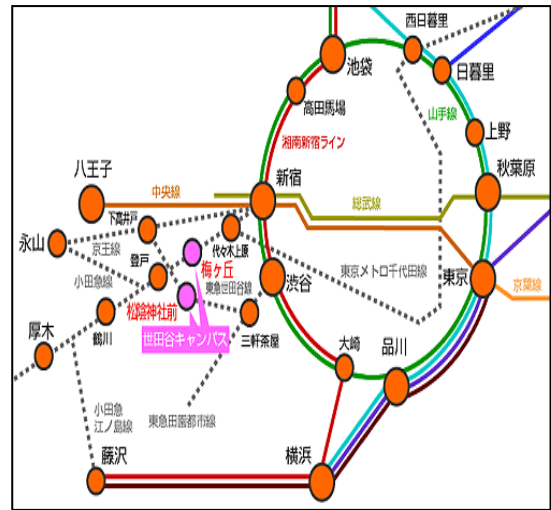 西日暮里
池袋
日暮里
高田馬場
山手線
上野
湘南新宿ライン
八王子
新宿
秋葉原
中央線
総武線
下高井戸
永山
京王線
代々木上原
登戸
梅ヶ丘
小田急線
東急世田谷線
渋谷
東京メトロ千代田線
東京
京葉線
松陰神社前
厚木
鶴川
世田谷キャンパス
三軒茶屋
大崎
品川
小田急
江ノ島線
東急田園都市線
藤沢
横浜